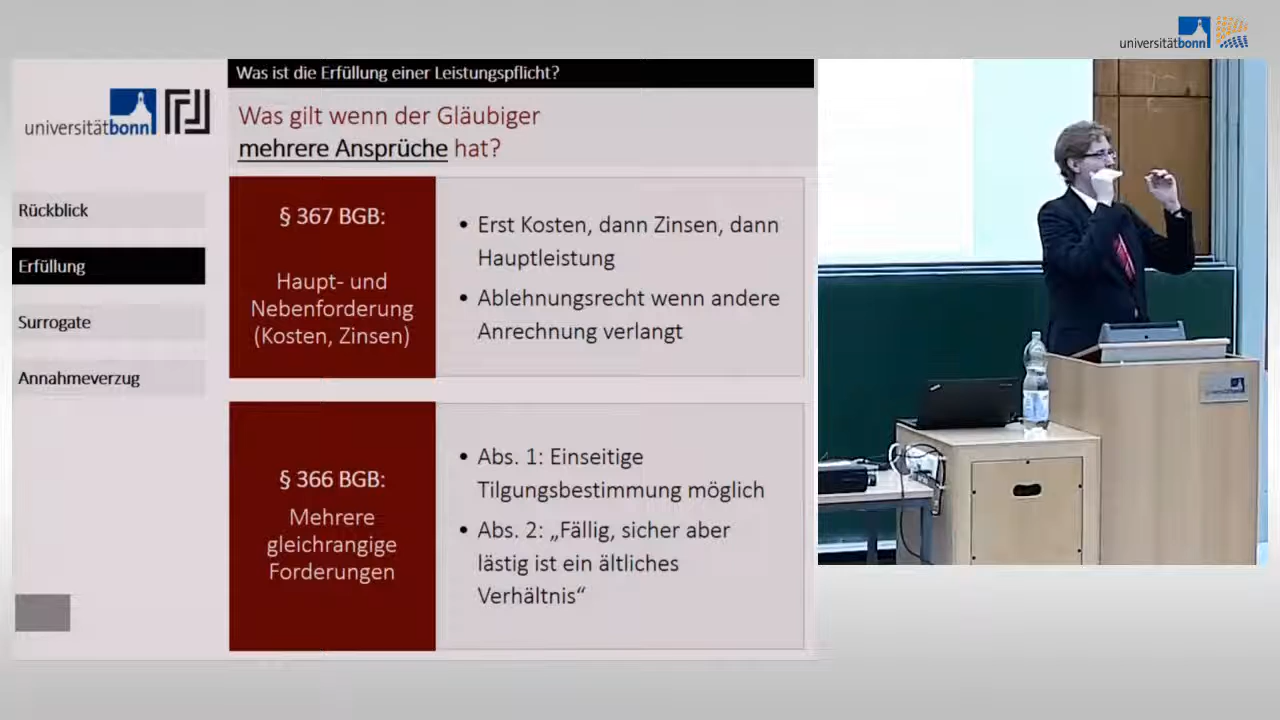 universitätbonn
Was ist die Erfüllung einer Leistungspflicht?
universitätbonn
Was gilt wenn der Gläubiger
mehrere Ansprüche hat?
Rückblick
Erfüllung
Surrogate
Annahmeverzug
§ 367 BGB:
Haupt- und
Nebenforderung
(Kosten, Zinsen)
• Erst Kosten, dann Zinsen, dann
Hauptleistung
• Ablehnungsrecht wenn andere
Anrechnung verlangt
§ 366 BGB:
Mehrere
gleichrangige
Forderungen
• Abs. 1: Einseitige
Tilgungsbestimmung möglich
• Abs. 2: „Fällig, sicher aber
lästig ist ein ältliches
Verhältnis“